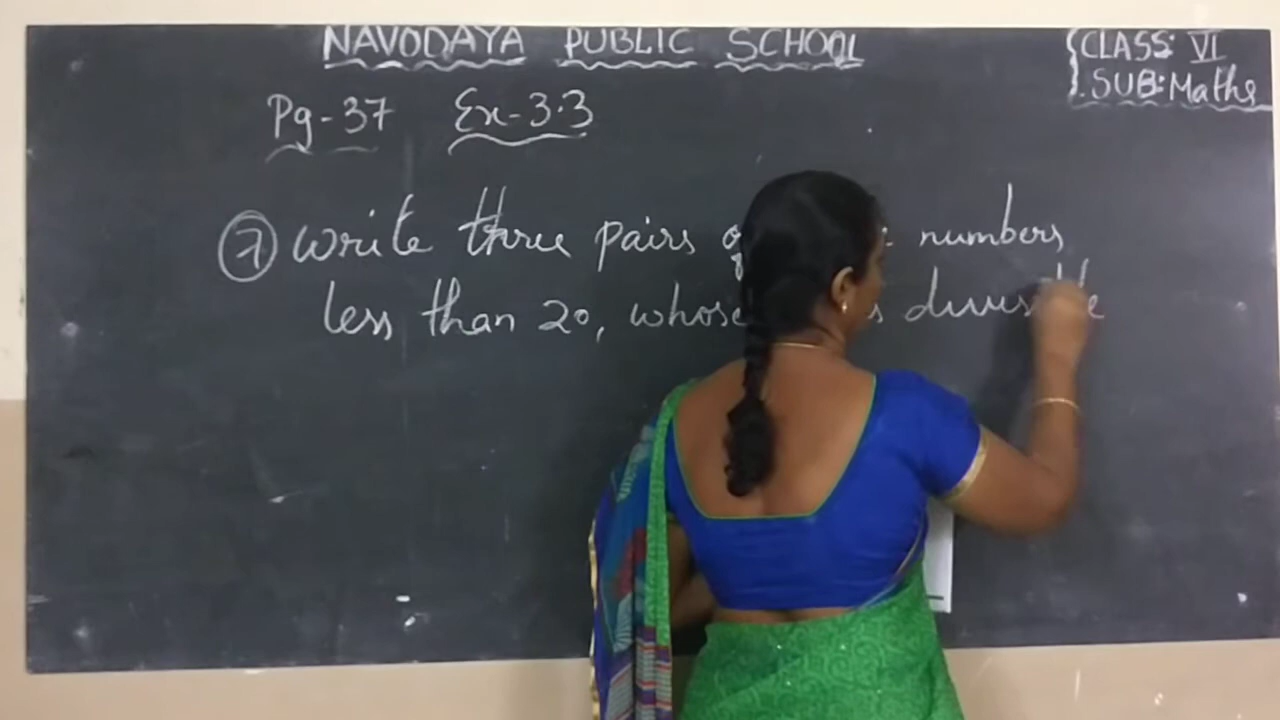 NAVODAYA PUBLIC SCHOOL
CLASS: VI
SUB: Maths
Pg-37 Ex-3.3
7 Write three pairs numbers,
less than 20, whose divisible